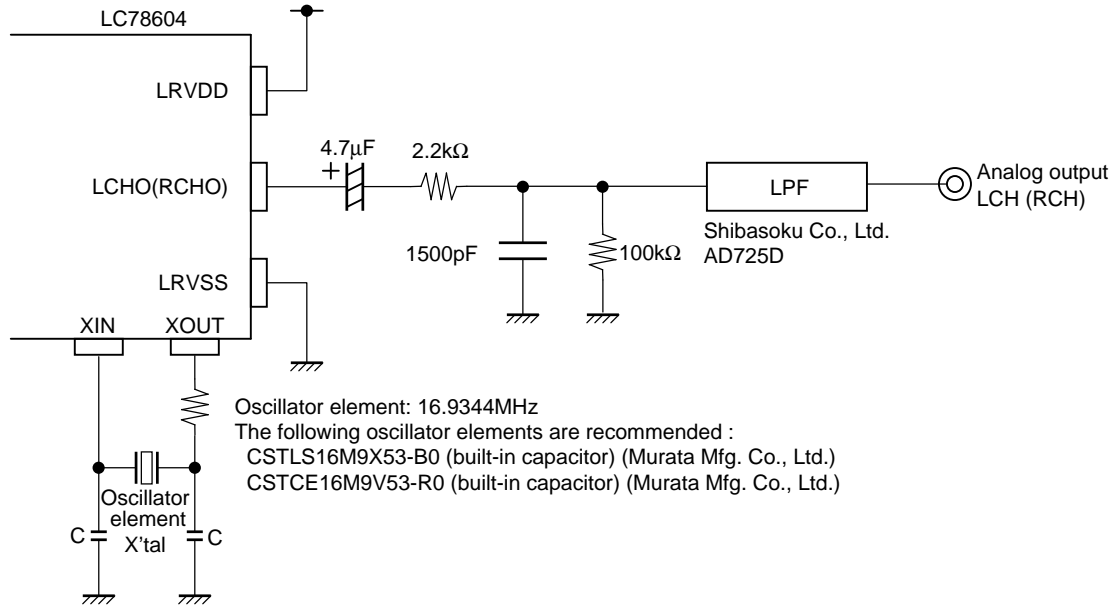 LC78604
LRVDD
4.7μF
2.2kΩ
+
LCHO(RCHO)
LPF
Analog output
LCH (RCH)
Shibasoku Co., Ltd.
AD725D
1500pF
100kΩ
LRVSS
XIN
XOUT
Oscillator element: 16.9344MHz
The following oscillator elements are recommended :
CSTLS16M9X53-B0 (built-in capacitor) (Murata Mfg. Co., Ltd.)
CSTCE16M9V53-R0 (built-in capacitor) (Murata Mfg. Co., Ltd.)
Oscillator
element
X'tal
C
C